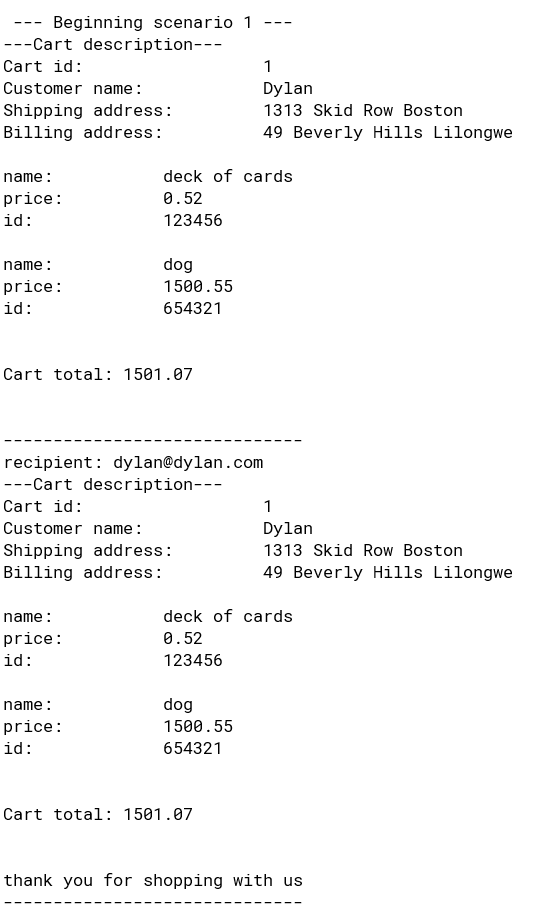 --- Beginning scenario 1 ---
---Cart description---
Cart id:                  1
Customer name:            Dylan
Shipping address:         1313 Skid Row Boston
Billing address:          49 Beverly Hills Lilongwe

name:           deck of cards
price:          0.52
id:             123456

name:           dog
price:          1500.55
id:             654321


Cart total: 1501.07


------------------------------
recipient: dylan@dylan.com
---Cart description---
Cart id:                  1
Customer name:            Dylan
Shipping address:         1313 Skid Row Boston
Billing address:          49 Beverly Hills Lilongwe

name:           deck of cards
price:          0.52
id:             123456

name:           dog
price:          1500.55
id:             654321


Cart total: 1501.07


thank you for shopping with us
------------------------------